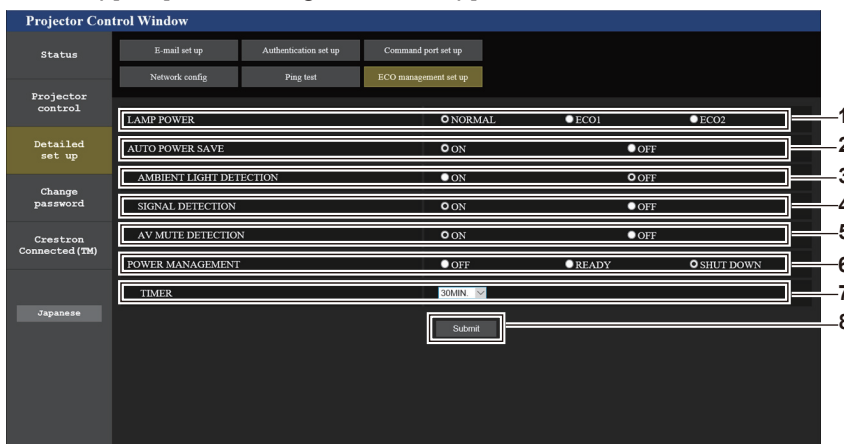 Projector Control Window
Status
E-mail set up Authentication set up Command port set up
Network config Ping test ECO management set up
Projector
control
LAMP POWER NORMAL ECO1 ECO2 1
Detailed
set up
AUTO POWER SAVE ON OFF 2
AMBIENT LIGHT DETECTION ON OFF 3
Change
password
SIGNAL DETECTION ON OFF 4
AV MUTE DETECTION ON OFF 5
Crestron
Connected(TM)
POWER MANAGEMENT OFF READY SHUT DOWN 6
TIMER 30MIN. 7
Japanese
Submit 8